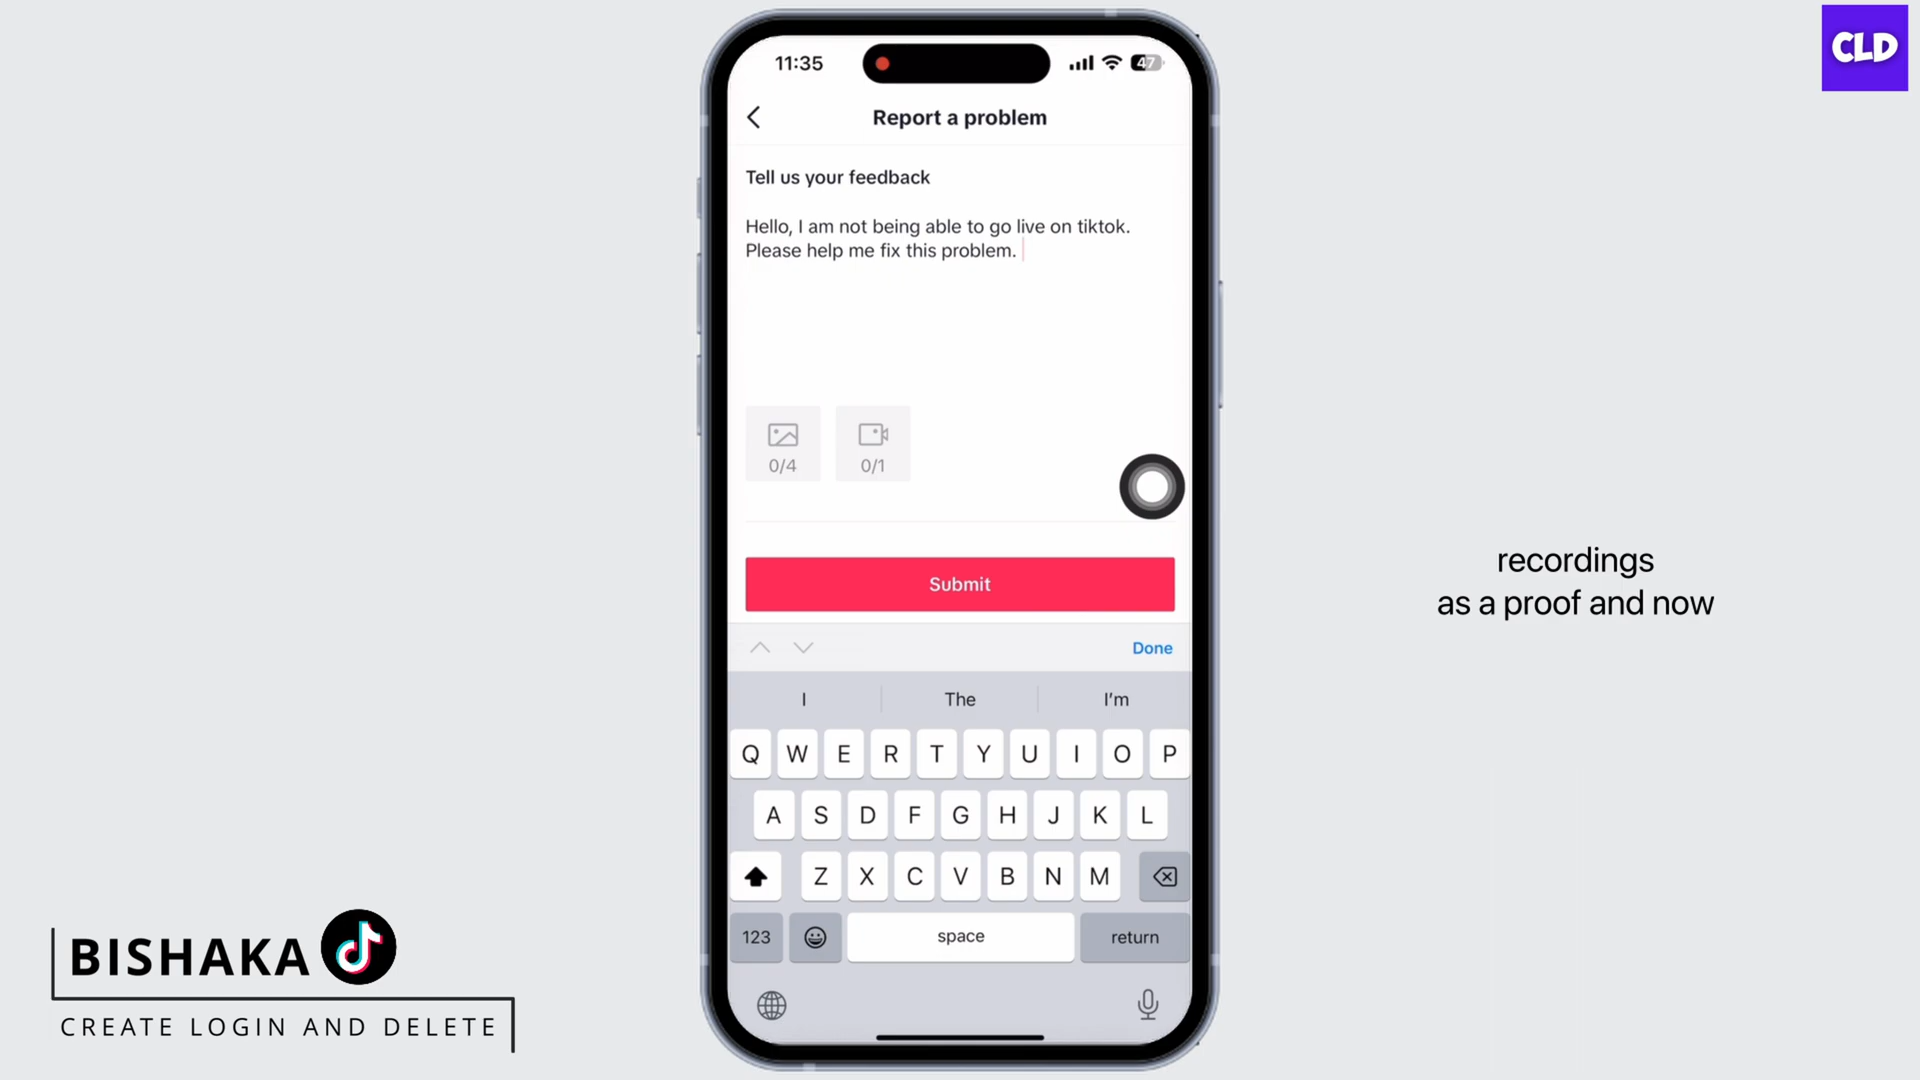 CLD
11:35
47
Report a problem
Tell us your feedback
Hello, I am not being able to go live on tiktok.
Please help me fix this problem.
0/4
0/1
Submit
recordings
as a proof and now
Done
I
The
I'm
Q W E R T Y U I O P
A S D F G H J K L
Z X C V B N M
123
space
return
BISHAKA
CREATE LOGIN AND DELETE